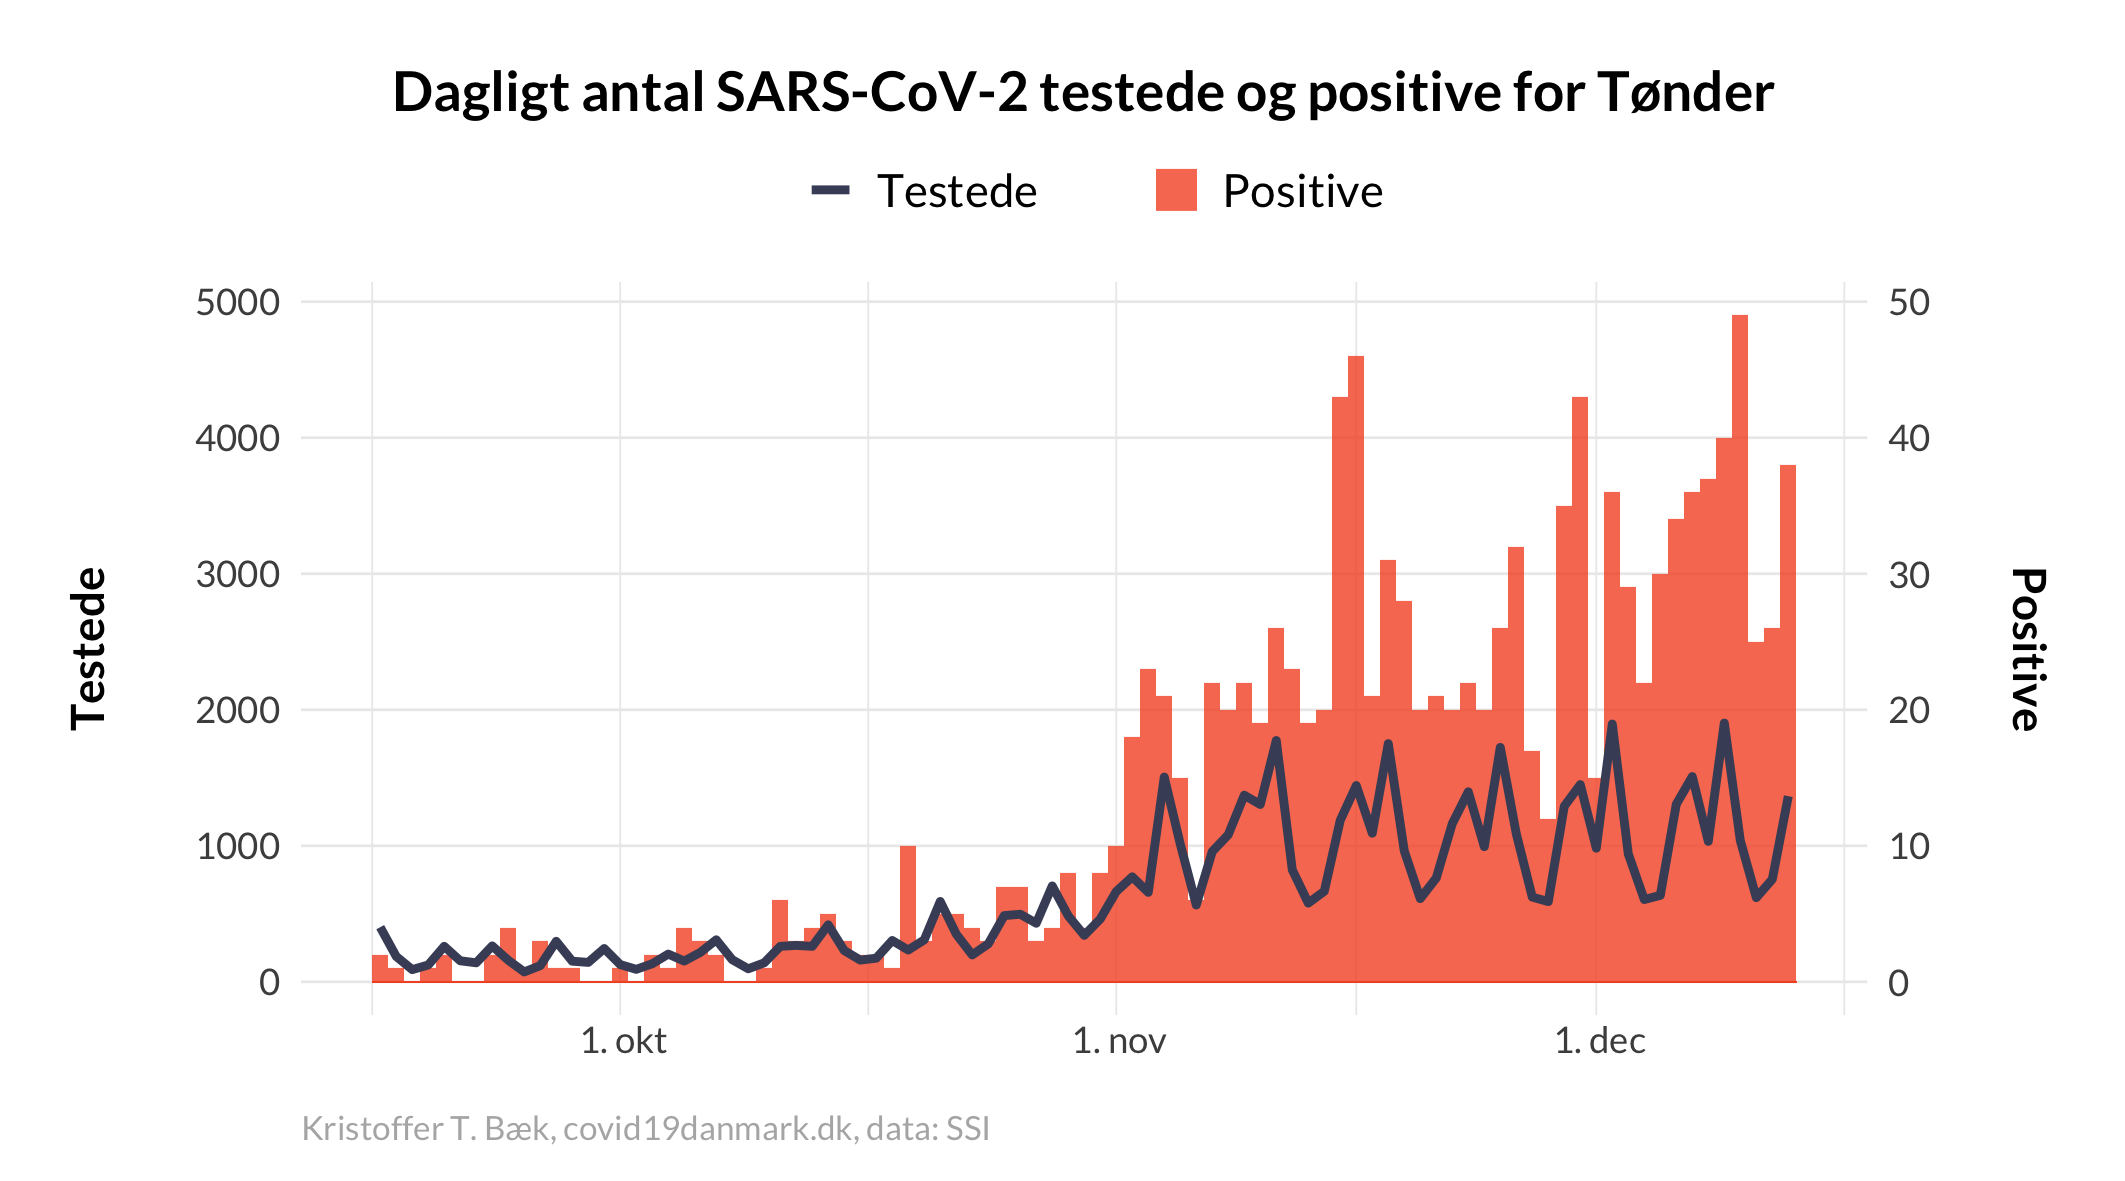 Dagligt antal SARS-CoV-2 testede og positive for Tønder
Testede
Positive
5000
4000
3000
2000
1000
0
Testede
50
40
30
20
10
0
Positive
1. okt
1. nov
1. dec
Kristoffer T. Bæk, covid19danmark.dk, data: SSI